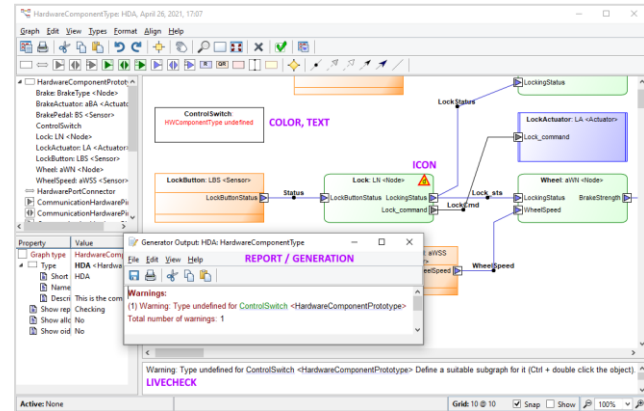 HardwareComponentType: HDA, April 26, 2021, 17:07
Graph Edit View Types Format Align Help
HardwareComponentPrototy
Brake: BrakeType <Node>
BrakeActuator: aBA <Actuato
BrakePedal: BS <Sensor>
ControlSwitch
Lock: LN <Node>
LockActuator: LA <Actuator>
LockButton: LBS <Sensor>
Wheel: aWN <Node>
WheelSpeed: aWSS <Sensor>
HardwarePortConnector
CommunicationHardwarePin
CommunicationHardwarePin
Property Value
Graph type HardwareComp
Type HDA <Hardwa
Short HDA
Name
Descri This is the com
Show rep Checking
Show allc No
Show oid No
ControlSwitch:
HWComponentType undefined
COLOR, TEXT
LockStatus
LockingStatus
LockActuator: LA <Actuator>
Lock_command
ICON
LockButton: LBS <Sensor>
LockButtonStatus
Status
Lock: LN <Node>
LockButtonStatus LockingStatus
Lock_command
Lock_sts
LockCmd
Wheel: aWN <Node>
LockingStatus BrakeStrength
WheelSpeed
aWSS
WheelSpeed
Generator Output: HDA: HardwareComponentType
File Edit View Help
REPORT / GENERATION
Warnings:
(1) Warning: Type undefined for ControlSwitch <HardwareComponentPrototype>
Total number of warnings: 1
Warning: Type undefined for ControlSwitch <HardwareComponentPrototype> Define a suitable subgraph for it (Ctrl + double click the object).
LIVECHECK
Active: None
Grid: 10 @ 10 Snap Show 100%